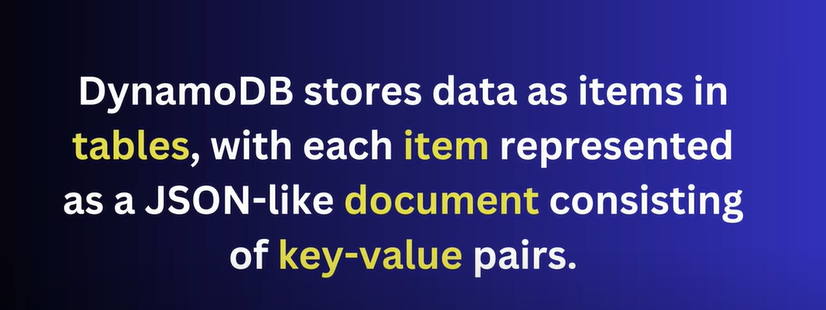 DynamoDB stores data as items in
tables, with each item represented
as a JSON-like document consisting
of key-value pairs.